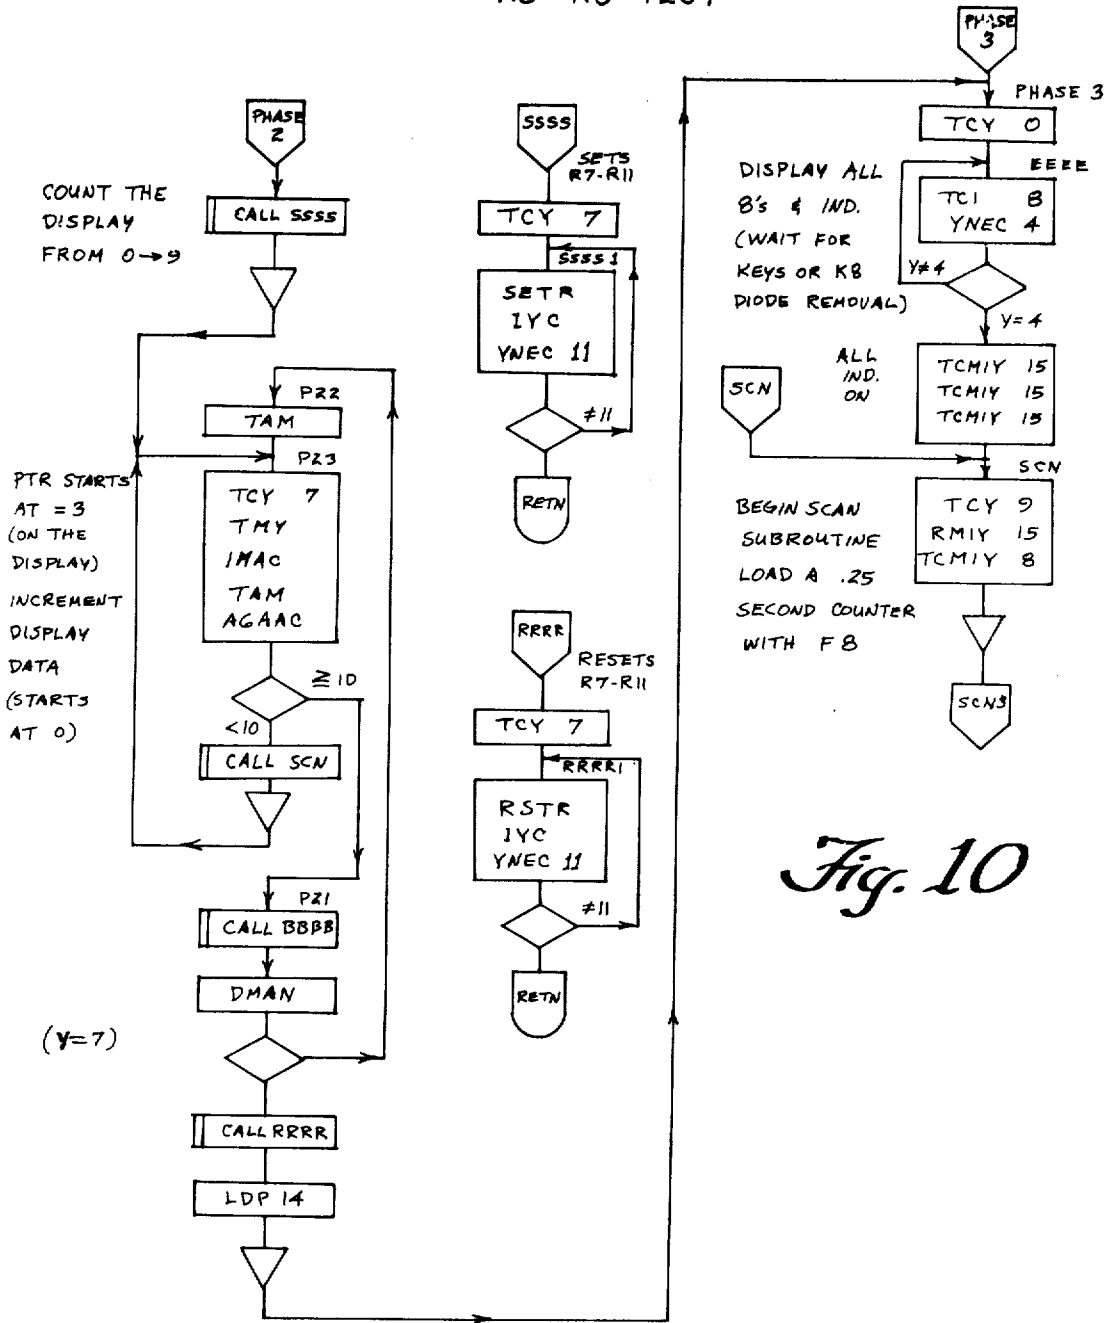 PHASE
2
COUNT THE
DISPLAY
FROM 0→9
CALL SSSS
P22
TAM
P23
PTR STARTS
AT = 3
(ON THE
DISPLAY)
INCREMENT
DISPLAY
DATA
(STARTS
AT 0)
TCY 7
TMY
IMAC
TAM
AGAAC
≧ 10
<10
CALL SCN
P21
CALL BBBB
DMAN
(Y=7)
CALL RRRR
LDP 14
SSSS
SETS
R7-R11
TCY 7
SSSS1
SETR
IYC
YNEC 11
≠11
RETN
RRRR
RESETS
R7-R11
TCY 7
RRRR1
RSTR
IYC
YNEC 11
≠11
RETN
PHASE
3
PHASE 3
TCY 0
EEEE
DISPLAY ALL
8's & IND.
(WAIT FOR
KEYS OR K8
DIODE REMOVAL)
TCI 8
YNEC 4
Y≠4
Y=4
ALL
IND.
ON
TCMIY 15
TCMIY 15
TCMIY 15
SCN
SCN
BEGIN SCAN
SUBROUTINE
LOAD A .25
SECOND COUNTER
WITH F8
TCY 9
RMIY 15
TCMIY 8
SCN3
Fig. 10